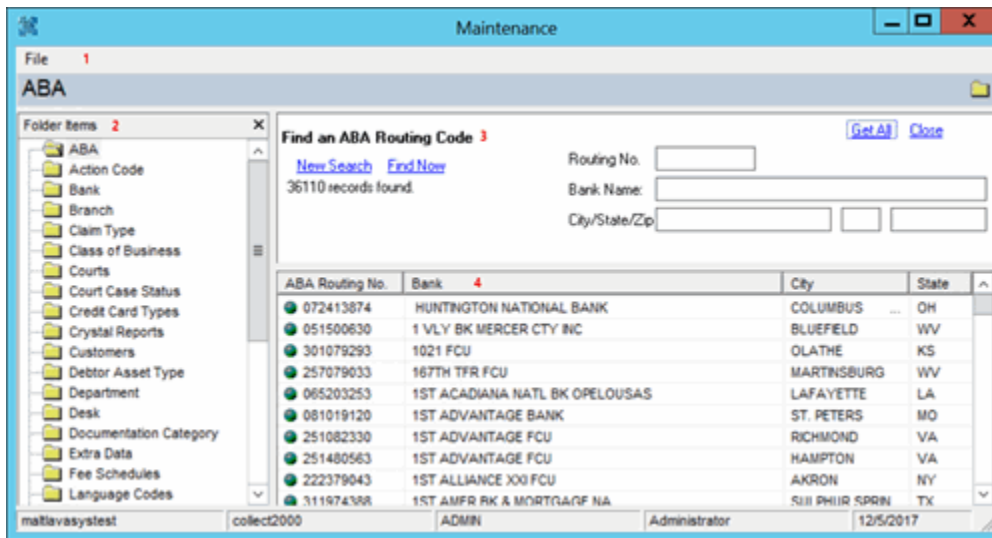 Maintenance
File 1
ABA
Folder Items 2
ABA
Action Code
Bank
Branch
Claim Type
Class of Business
Courts
Court Case Status
Credit Card Types
Crystal Reports
Customers
Debtor Asset Type
Department
Desk
Documentation Category
Extra Data
Fee Schedules
Language Codes
Find an ABA Routing Code 3
Get All Close
New Search Find Now
36110 records found.
Routing No.
Bank Name:
City/State/Zip
ABA Routing No. Bank 4 City State
072413874 HUNTINGTON NATIONAL BANK COLUMBUS ... OH
051500630 1 VLY BK MERCER CTY INC BLUEFIELD WV
301079293 1021 FCU OLATHE KS
257079033 167TH TFR FCU MARTINSBURG WV
065203253 1ST ACADIANA NATL BK OPELOUSAS LAFAYETTE LA
081019120 1ST ADVANTAGE BANK ST. PETERS MO
251082330 1ST ADVANTAGE FCU RICHMOND VA
251480563 1ST ADVANTAGE FCU HAMPTON VA
222379043 1ST ALLIANCE XXI FCU AKRON NY
311974388 1ST AMER BK & MORTGAGE NA SULPHUR SPRIN TX
maltlavasystest collect2000 ADMIN Administrator 12/5/2017